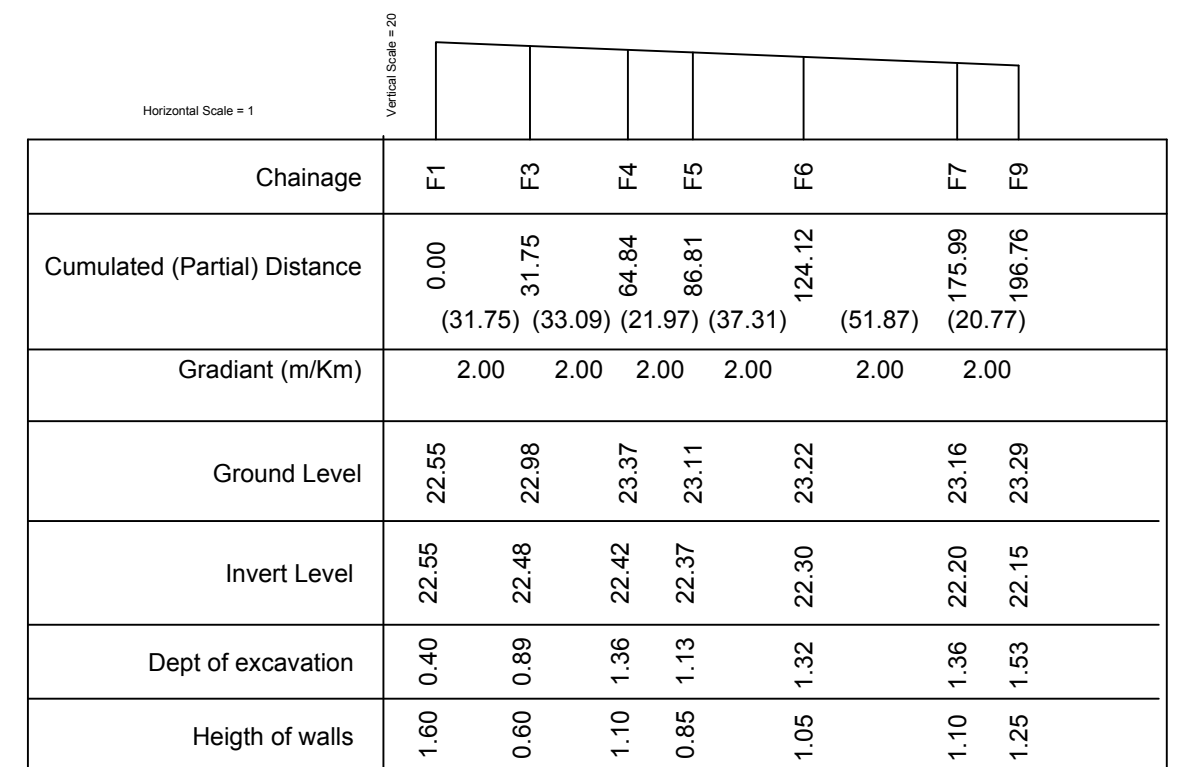 Vertical Scale = 20
Horizontal Scale = 1
Chainage F1 F3 F4 F5 F6 F7 F9
Cumulated (Partial) Distance 0.00 31.75 64.84 86.81 124.12 175.99 196.76
(31.75) (33.09) (21.97) (37.31) (51.87) (20.77)
Gradiant (m/Km) 2.00 2.00 2.00 2.00 2.00 2.00
Ground Level 22.55 22.98 23.37 23.11 23.22 23.16 23.29
Invert Level 22.55 22.48 22.42 22.37 22.30 22.20 22.15
Dept of excavation 0.40 0.89 1.36 1.13 1.32 1.36 1.53
Heigth of walls 1.60 0.60 1.10 0.85 1.05 1.10 1.25